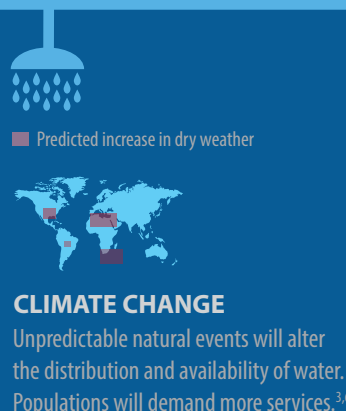 Predicted increase in dry weather
CLIMATE CHANGE
Unpredictable natural events will alter
the distribution and availability of water.
Populations will demand more services.³,